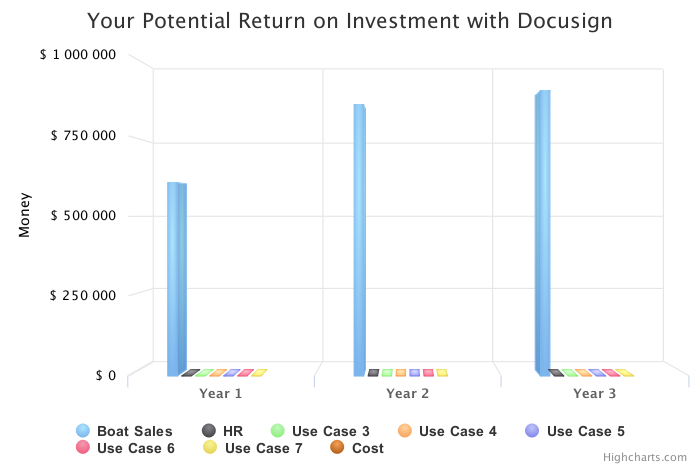 Your Potential Return on Investment with Docusign
$ 1 000 000
$ 750 000
$ 500 000
$ 250 000
$ 0
Money
Year 1
Year 2
Year 3
Boat Sales
HR
Use Case 3
Use Case 4
Use Case 5
Use Case 6
Use Case 7
Cost
Highcharts.com